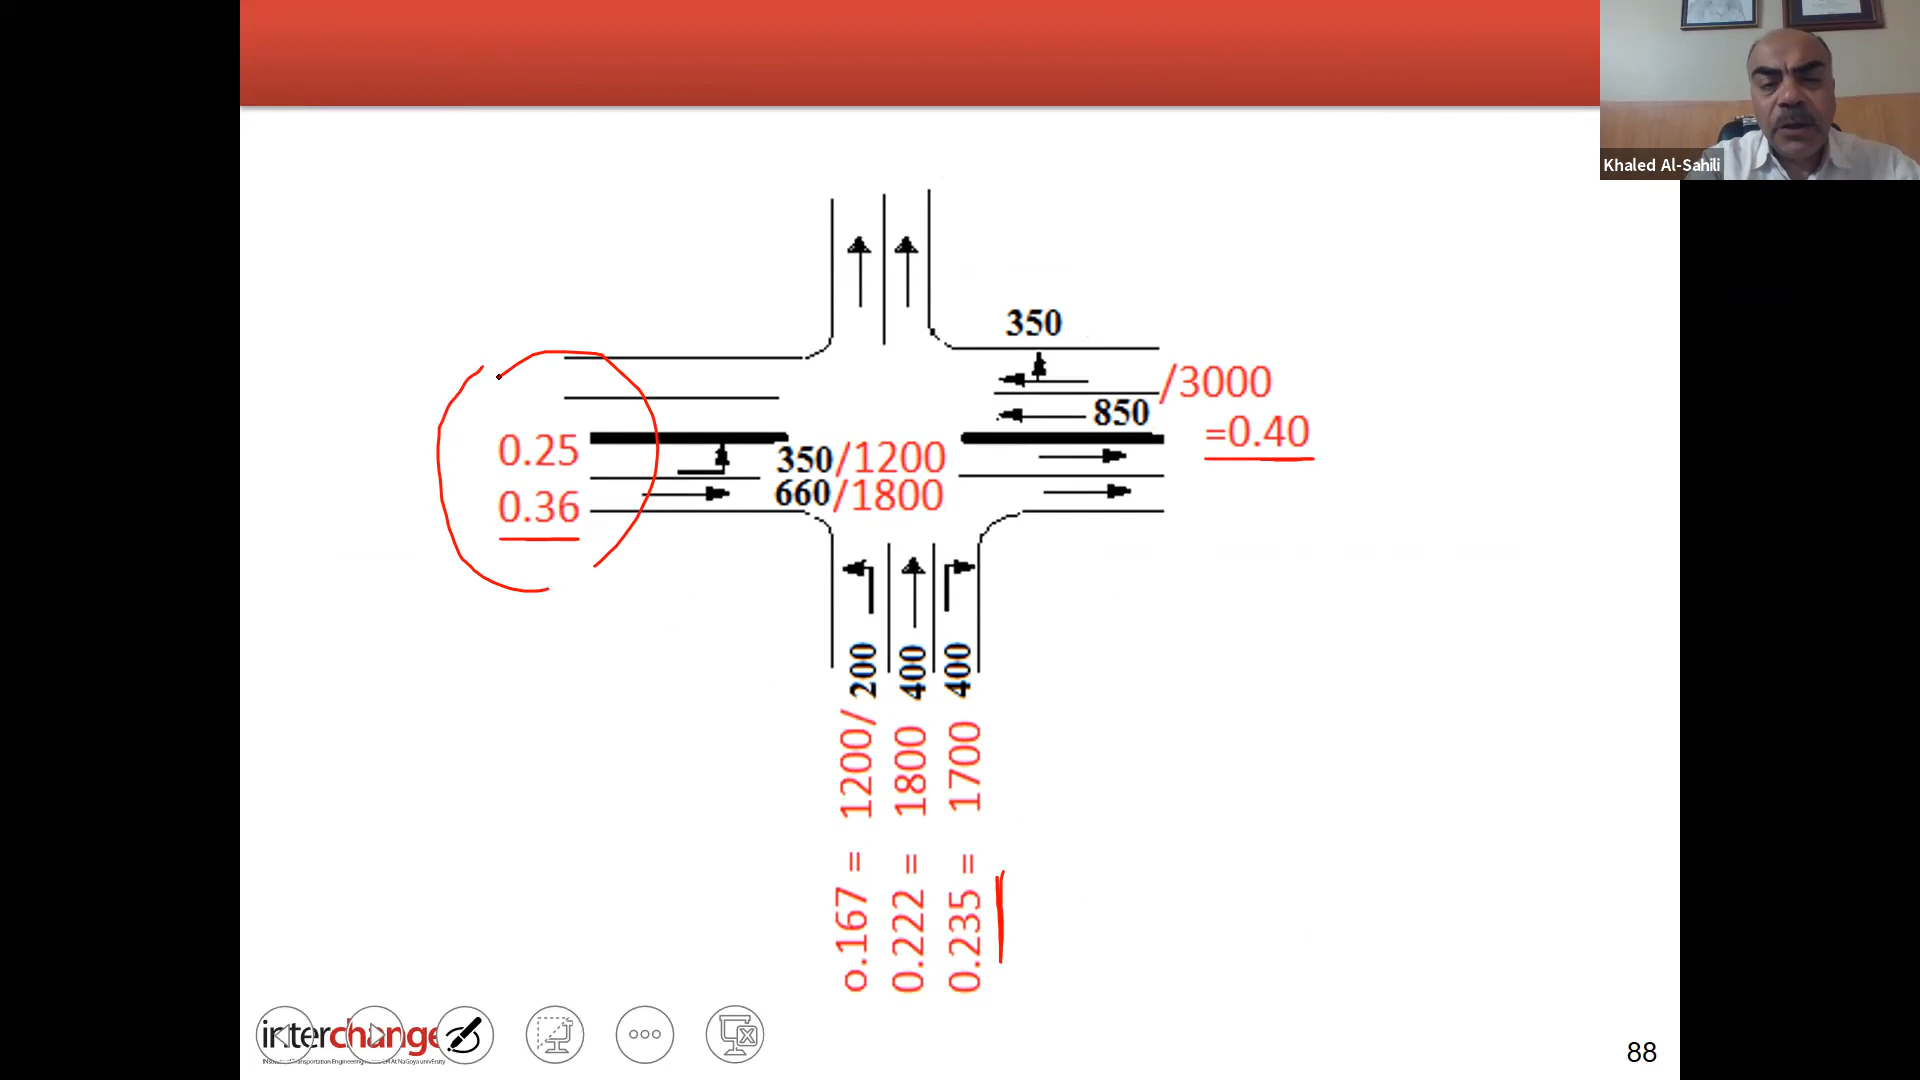 Khaled Al-Sahili
350
/3000
850
=0.40
0.25
350/1200
0.36
660/1800
0.167 = 1200/200
0.222 = 1800 400
0.235 = 1700 400
interchange
88